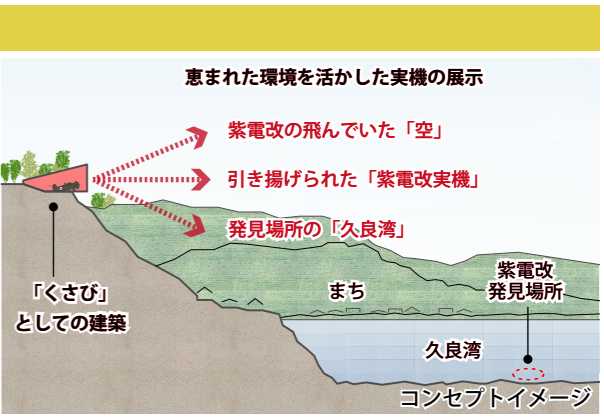 恵まれた環境を活かした実機の展示
紫電改の飛んでいた「空」
引き揚げられた「紫電改実機」
発見場所の「久良湾」
「くさび」
としての建築
まち
紫電改
発見場所
久良湾
コンセプトイメージ